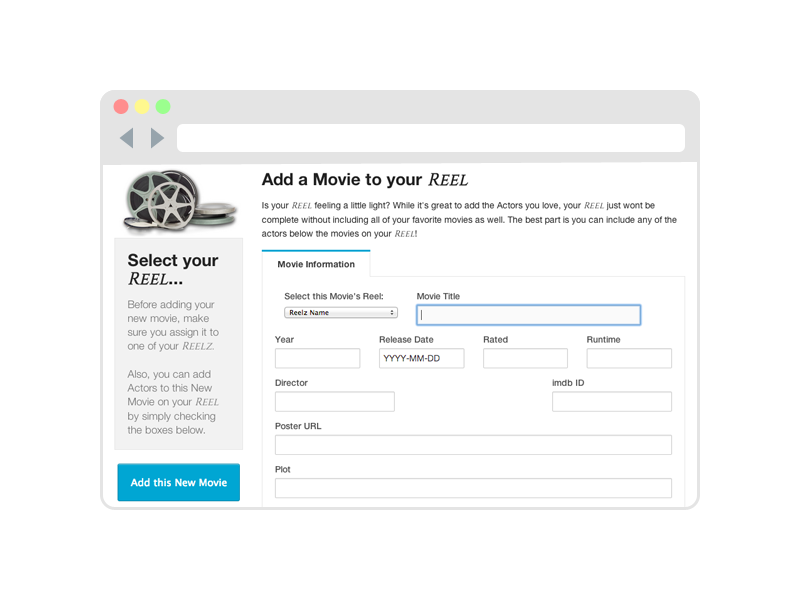 Add a Movie to your REEL
Is your REEL feeling a little light? While it's great to add the Actors you love, your REEL just wont be
complete without including all of your favorite movies as well. The best part is you can include any of the
actors below the movies on your REEL!
Select your
REEL...
Before adding your
new movie, make
sure you assign it to
one of your REELZ.
Also, you can add
Actors to this New
Movie on your REEL
by simply checking
the boxes below.
Add this New Movie
Movie Information
Select this Movie's Reel:
Reelz Name
Movie Title
Year
Release Date
Rated
Runtime
YYYY-MM-DD
Director
imdb ID
Poster URL
Plot